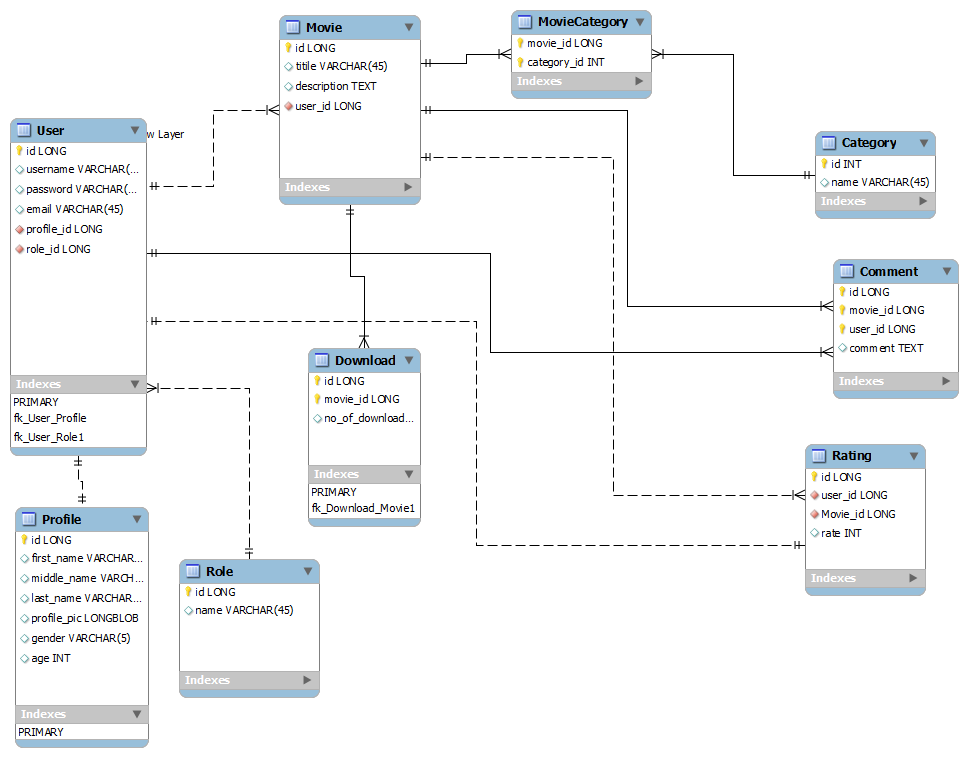 Movie
id LONG
titile VARCHAR(45)
description TEXT
user_id LONG
Indexes
MovieCategory
movie_id LONG
category_id INT
Indexes
User
id LONG
username VARCHAR(...
password VARCHAR(...
email VARCHAR(45)
profile_id LONG
role_id LONG
Indexes
PRIMARY
fk_User_Profile
fk_User_Role1
w Layer
Category
id INT
name VARCHAR(45)
Indexes
Comment
id LONG
movie_id LONG
user_id LONG
comment TEXT
Indexes
Download
id LONG
movie_id LONG
no_of_download...
Indexes
PRIMARY
fk_Download_Movie1
Rating
id LONG
user_id LONG
Movie_id LONG
rate INT
Indexes
Profile
id LONG
first_name VARCHAR...
middle_name VARCH...
last_name VARCHAR...
profile_pic LONGBLOB
gender VARCHAR(5)
age INT
Indexes
PRIMARY
Role
id LONG
name VARCHAR(45)
Indexes